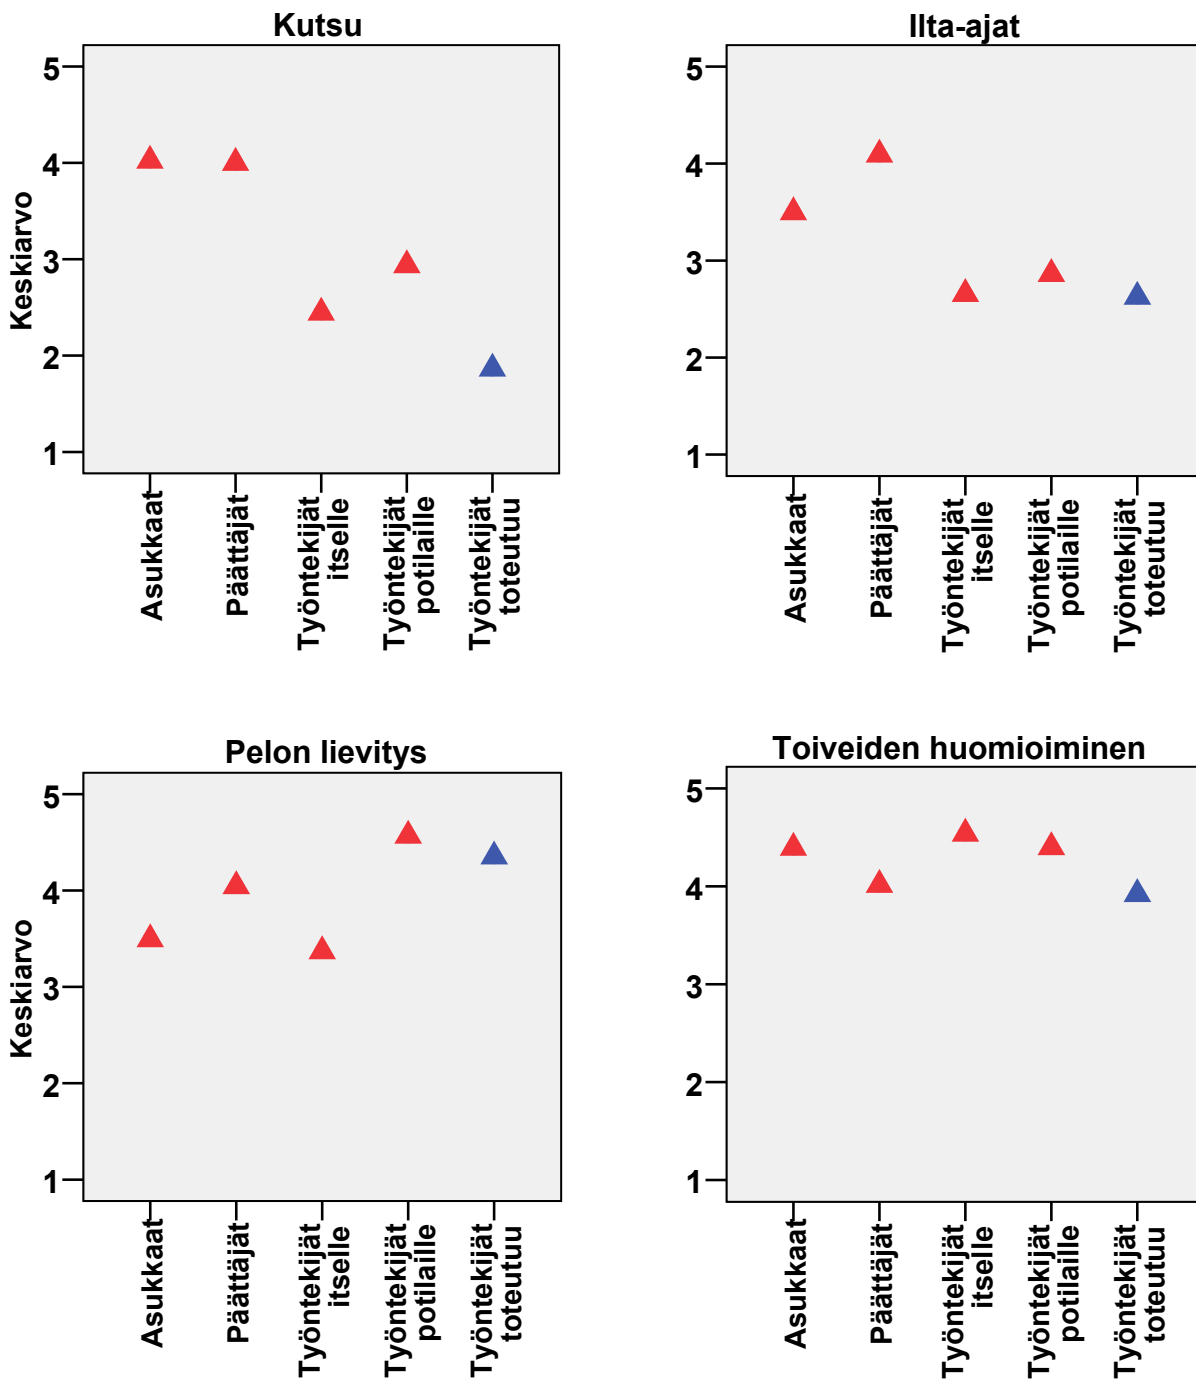 Kutsu
Keskiarvo
5
4
3
2
1
Asukkaat
Päättäjät
Työntekijät
itselle
Työntekijät
potilaille
Työntekijät
toteutuu
Ilta-ajat
5
4
3
2
1
Asukkaat
Päättäjät
Työntekijät
itselle
Työntekijät
potilaille
Työntekijät
toteutuu
Pelon lievitys
Keskiarvo
5
4
3
2
1
Asukkaat
Päättäjät
Työntekijät
itselle
Työntekijät
potilaille
Työntekijät
toteutuu
Toiveiden huomioiminen
5
4
3
2
1
Asukkaat
Päättäjät
Työntekijät
itselle
Työntekijät
potilaille
Työntekijät
toteutuu